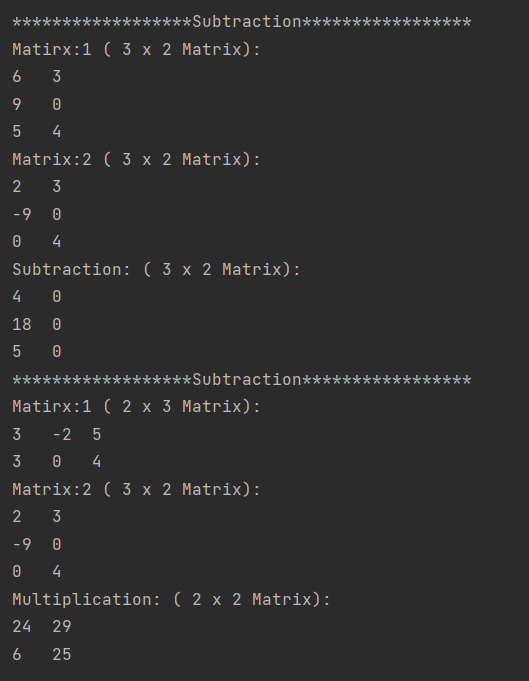 ******************Subtraction*****************
Matirx:1 ( 3 x 2 Matrix):
6   3
9   0
5   4
Matrix:2 ( 3 x 2 Matrix):
2   3
-9  0
0   4
Subtraction: ( 3 x 2 Matrix):
4   0
18  0
5   0
******************Subtraction*****************
Matirx:1 ( 2 x 3 Matrix):
3   -2  5
3   0   4
Matrix:2 ( 3 x 2 Matrix):
2   3
-9  0
0   4
Multiplication: ( 2 x 2 Matrix):
24  29
6   25